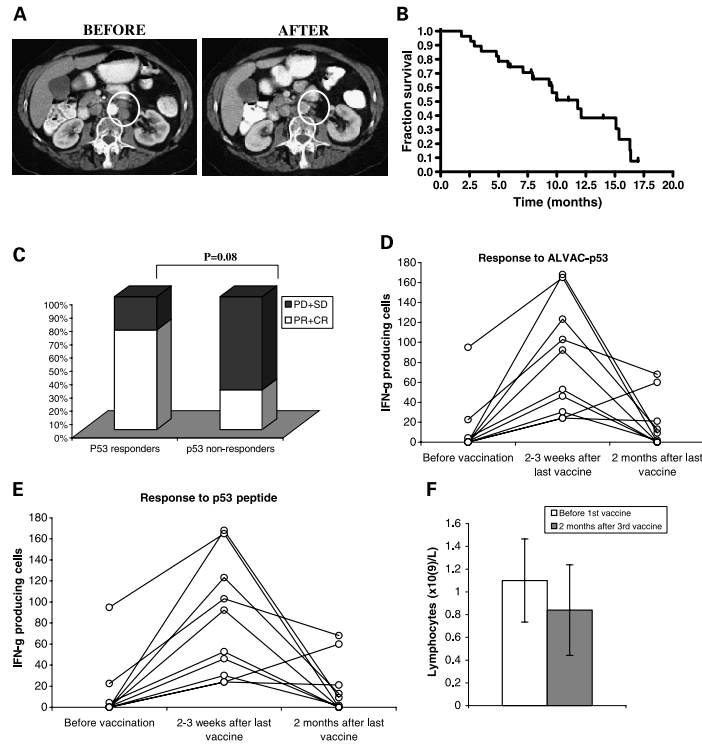 A
BEFORE
AFTER
B
Fraction survival
1.0
0.9
0.8
0.7
0.6
0.5
0.4
0.3
0.2
0.1
0.0
0.0 2.5 5.0 7.5 10.0 12.5 15.0 17.5 20.0
Time (months)
C
P=0.08
100%
90%
80%
70%
60%
50%
40%
30%
20%
10%
0%
PD+SD
PR+CR
P53 responders p53 non-responders
D
Response to ALVAC-p53
IFN-g producing cells
180
160
140
120
100
80
60
40
20
0
Before vaccination 2-3 weeks after 2 months after last
last vaccine vaccine
E
Response to p53 peptide
IFN-g producing cells
180
160
140
120
100
80
60
40
20
0
Before vaccination 2-3 weeks after last 2 months after last
vaccine vaccine
F
Before 1st vaccine
2 months after 3rd vaccine
Lymphocytes (x10(9)/L)
1.6
1.4
1.2
1
0.8
0.6
0.4
0.2
0